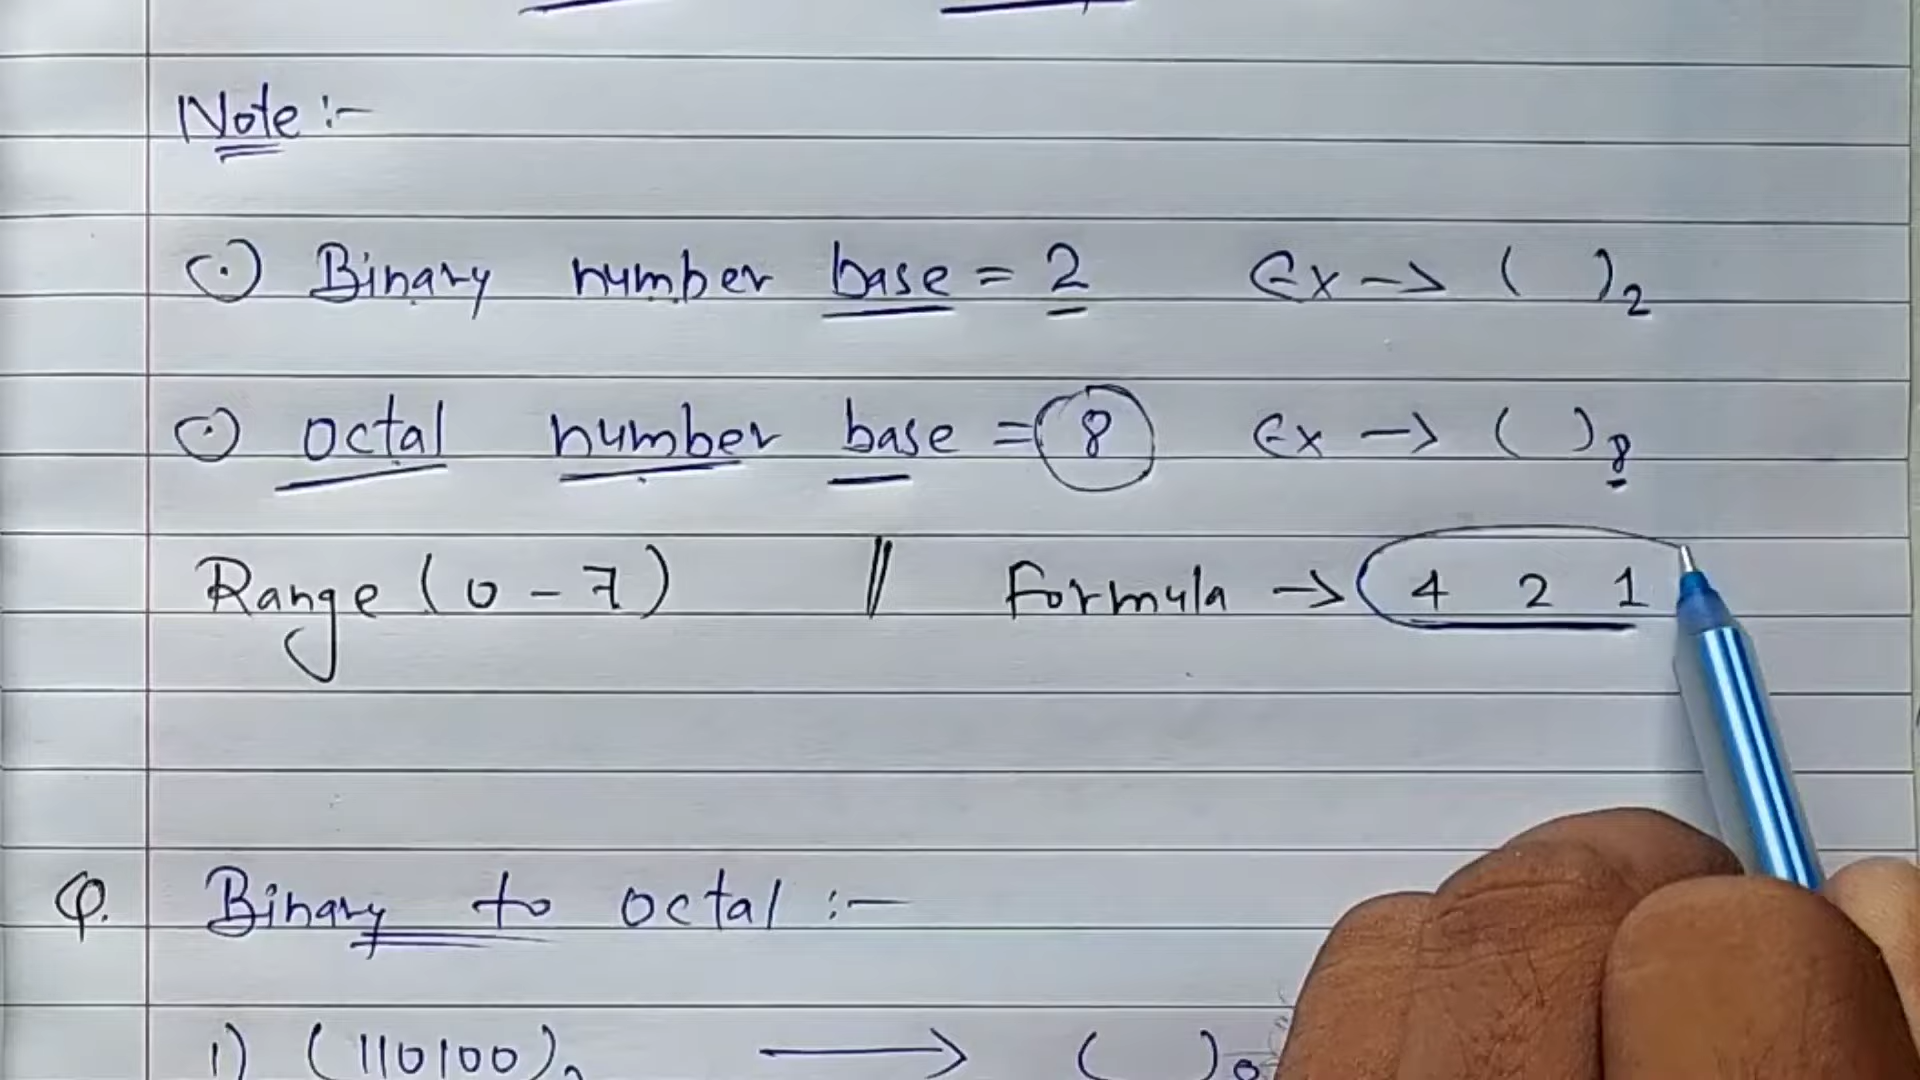 Note :-
⊙ Binary number base = 2 Ex → ( )2
⊙ octal number base = 8 Ex → ( )8
Range (0 - 7) || Formula → 4 2 1
Q. Binary to octal :-
1) (110100)2 → ( )8